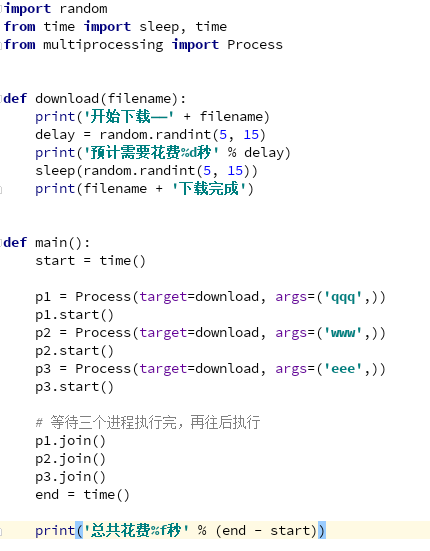 import random
from time import sleep, time
from multiprocessing import Process
def download(filename):
    print('开始下载——' + filename)
    delay = random.randint(5, 15)
    print('预计需要花费%d秒' % delay)
    sleep(random.randint(5, 15))
    print(filename + '下载完成')
def main():
    start = time()
    p1 = Process(target=download, args=('qqq',))
    p1.start()
    p2 = Process(target=download, args=('www',))
    p2.start()
    p3 = Process(target=download, args=('eee',))
    p3.start()
    # 等待三个进程执行完，再往后执行
    p1.join()
    p2.join()
    p3.join()
    end = time()
    print('总共花费%f秒' % (end - start))